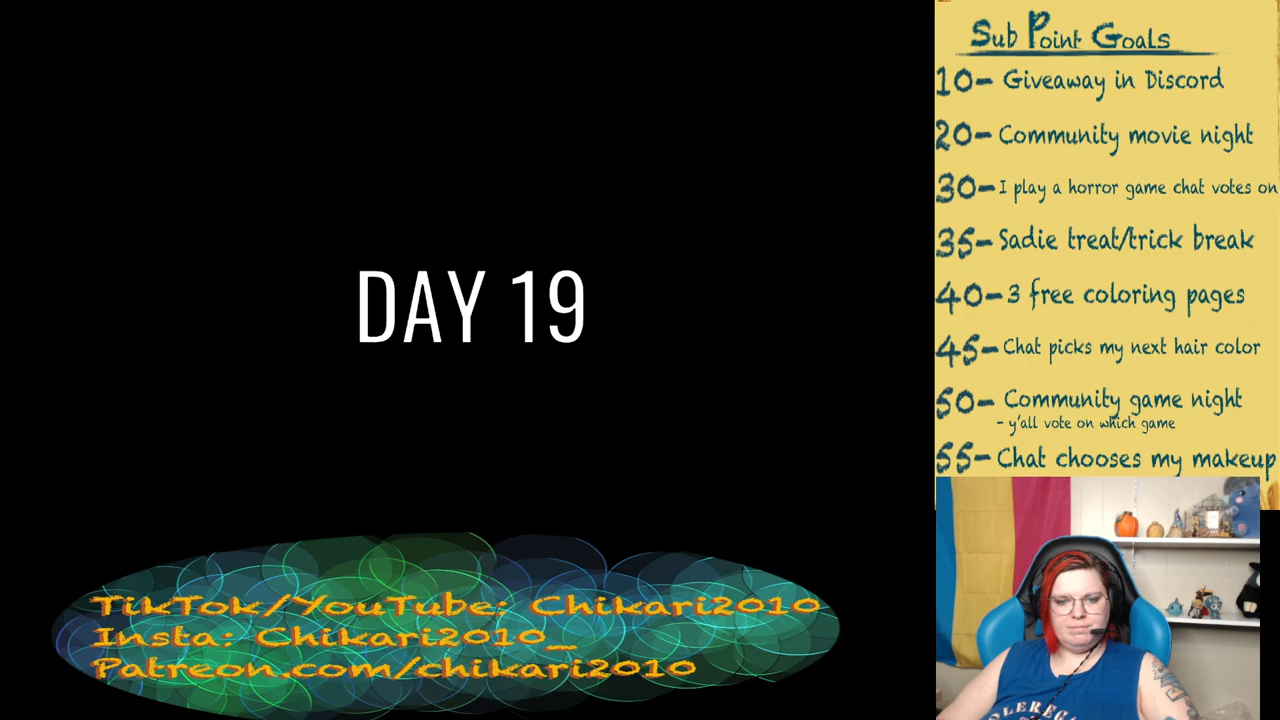 DAY 19
TikTok/YouTube: Chikari2010
Insta: Chikari2010_
Patreon.com/chikari2010
Sub Point Goals
10- Giveaway in Discord
20- Community movie night
30- I play a horror game chat votes on
35- Sadie treat/trick break
40- 3 free coloring pages
45- Chat picks my next hair color
50- Community game night
- y'all vote on which game
55- Chat chooses my makeup